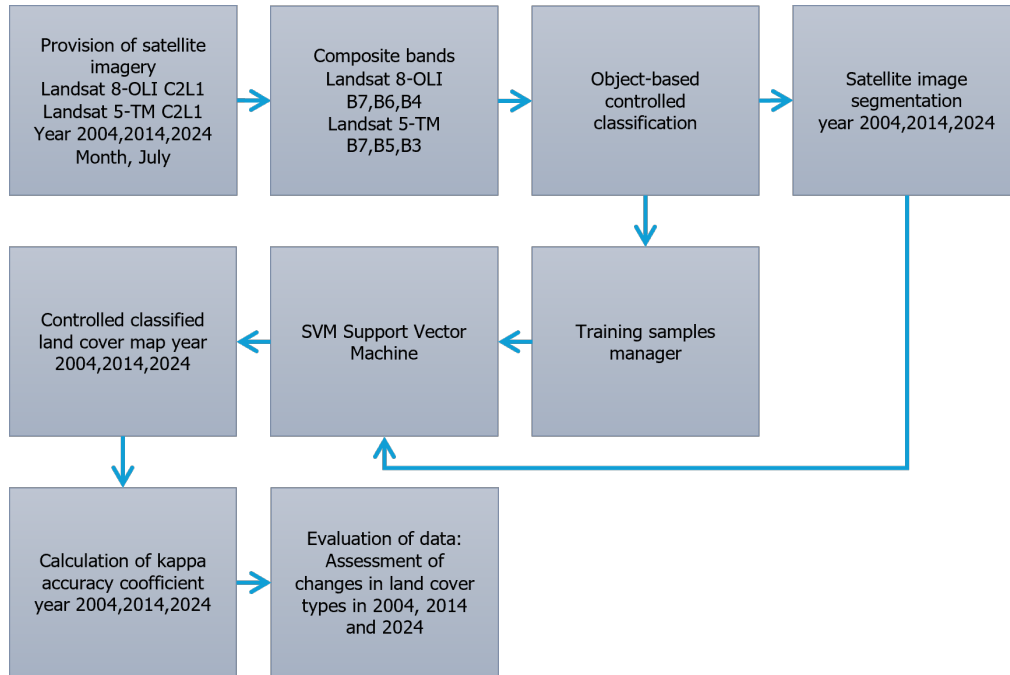 Provision of satellite
imagery
Landsat 8-OLI C2L1
Landsat 5-TM C2L1
Year 2004,2014,2024
Month, July
Composite bands
Landsat 8-OLI
B7,B6,B4
Landsat 5-TM
B7,B5,B3
Object-based
controlled
classification
Satellite image
segmentation
year 2004,2014,2024
Controlled classified
land cover map year
2004,2014,2024
SVM Support Vector
Machine
Training samples
manager
Calculation of kappa
accuracy coofficient
year 2004,2014,2024
Evaluation of data:
Assessment of
changes in land cover
types in 2004, 2014
and 2024